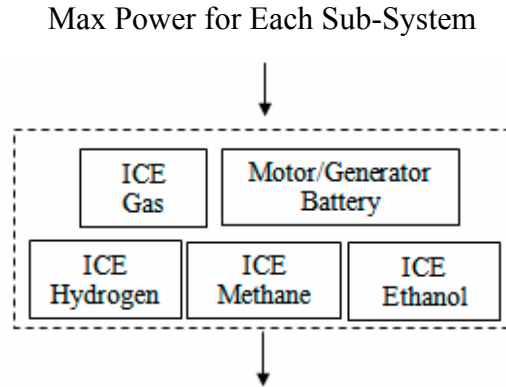 Max Power for Each Sub-System
ICE
Gas
Motor/Generator
Battery
ICE
Hydrogen
ICE
Methane
ICE
Ethanol